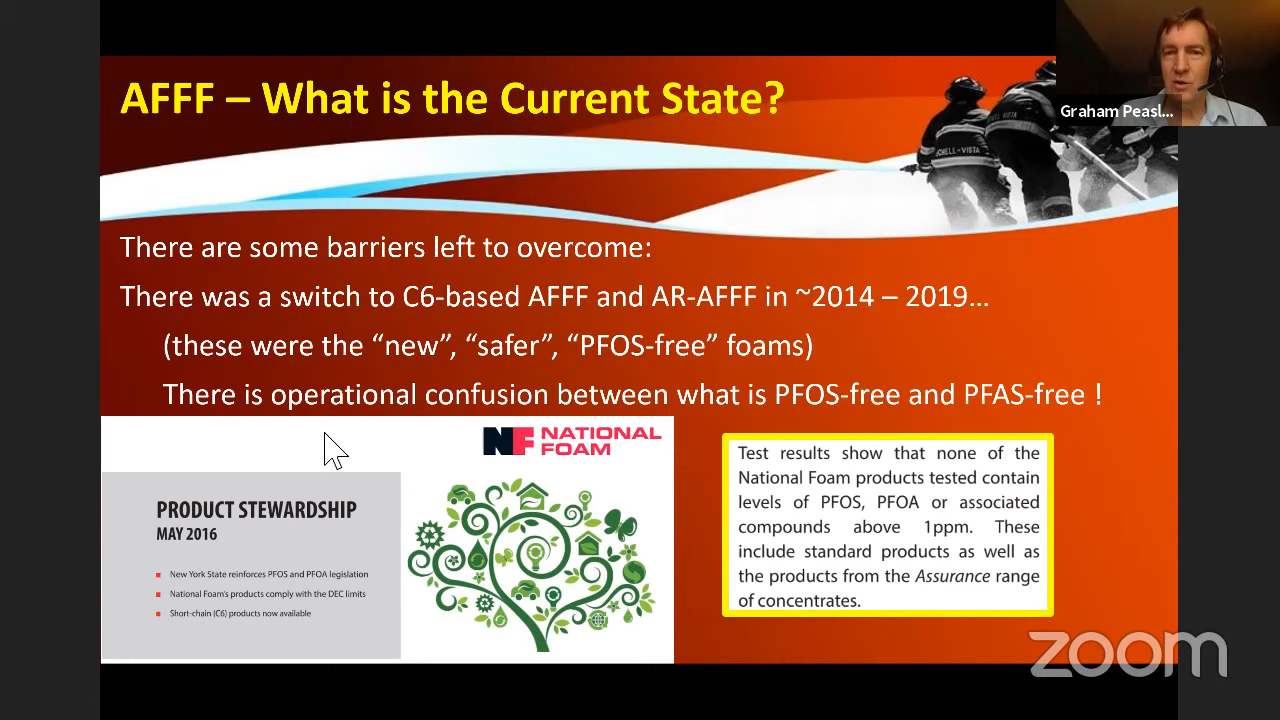 AFFF – What is the Current State?
Graham Peasl...
SCHELL-VISTA
There are some barriers left to overcome:
There was a switch to C6-based AFFF and AR-AFFF in ~2014 – 2019…
(these were the “new”, “safer”, “PFOS-free” foams)
There is operational confusion between what is PFOS-free and PFAS-free !
NF NATIONAL
FOAM
PRODUCT STEWARDSHIP
MAY 2016
New York State reinforces PFOS and PFOA legislation
National Foam's products comply with the DEC limits
Short-chain (C6) products now available
Test results show that none of the
National Foam products tested contain
levels of PFOS, PFOA or associated
compounds above 1ppm. These
include standard products as well as
the products from the Assurance range
of concentrates.
zoom